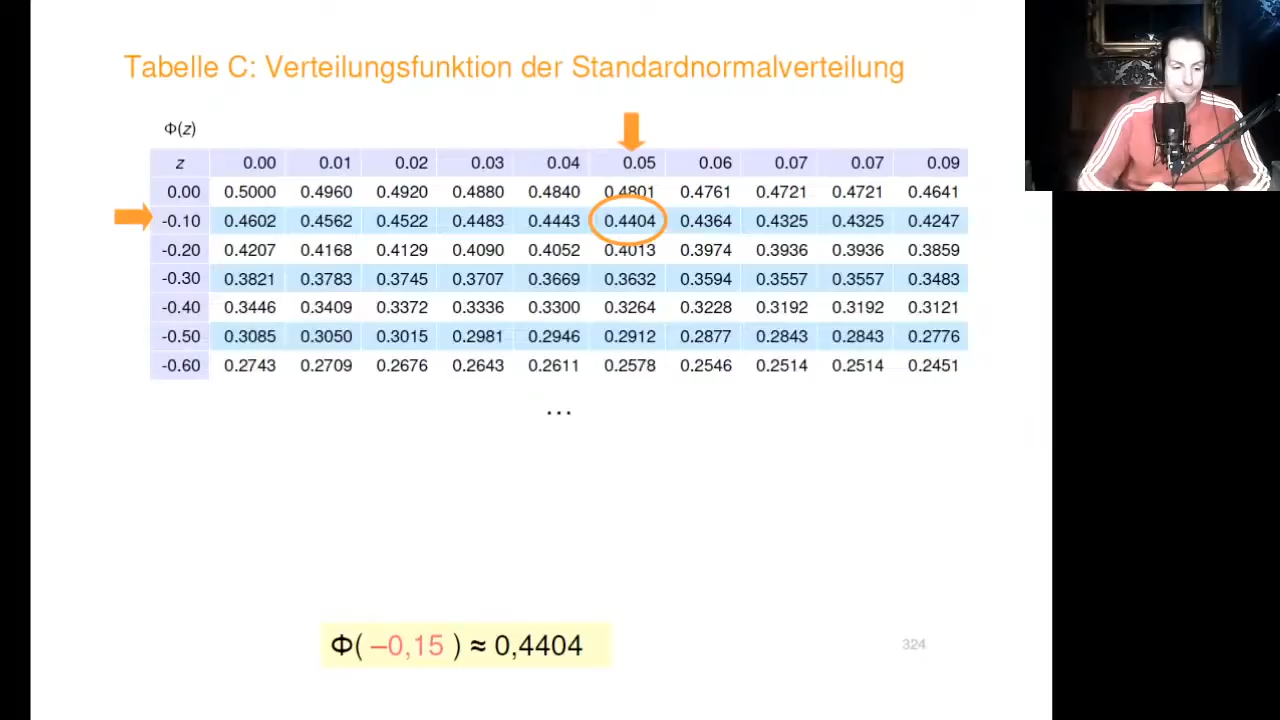 Tabelle C: Verteilungsfunktion der Standardnormalverteilung
Φ(z)
z 0.00 0.01 0.02 0.03 0.04 0.05 0.06 0.07 0.07 0.09
0.00 0.5000 0.4960 0.4920 0.4880 0.4840 0.4801 0.4761 0.4721 0.4721 0.4641
-0.10 0.4602 0.4562 0.4522 0.4483 0.4443 0.4404 0.4364 0.4325 0.4325 0.4247
-0.20 0.4207 0.4168 0.4129 0.4090 0.4052 0.4013 0.3974 0.3936 0.3936 0.3859
-0.30 0.3821 0.3783 0.3745 0.3707 0.3669 0.3632 0.3594 0.3557 0.3557 0.3483
-0.40 0.3446 0.3409 0.3372 0.3336 0.3300 0.3264 0.3228 0.3192 0.3192 0.3121
-0.50 0.3085 0.3050 0.3015 0.2981 0.2946 0.2912 0.2877 0.2843 0.2843 0.2776
-0.60 0.2743 0.2709 0.2676 0.2643 0.2611 0.2578 0.2546 0.2514 0.2514 0.2451
...
Φ( –0,15 ) ≈ 0,4404
324